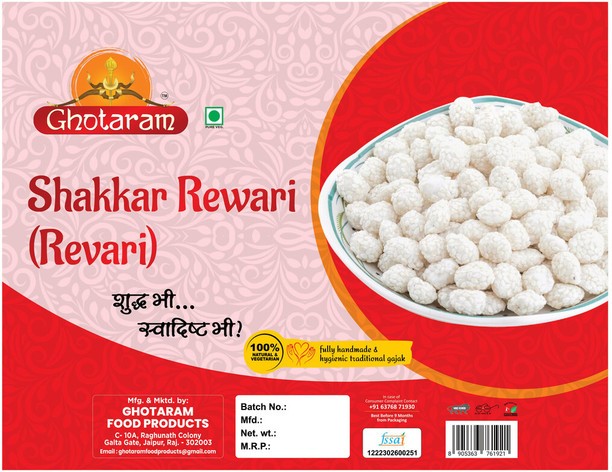 Ghotaram
TM
PURE VEG.
Shakkar Rewari
(Revari)
शुद्ध भी...
स्वादिष्ट भी?
100%
NATURAL &
VEGETARIAN
fully handmade &
hygienic traditional gajak
Mfg. & Mktd. by:
GHOTARAM
FOOD PRODUCTS
C- 10A, Raghunath Colony
Galta Gate, Jaipur, Raj. - 302003
Email : ghotaramfoodproducts@gmail.com
Batch No.:
Mfd.:
Net. wt.:
M.R.P.:
In case of
Consumer Complaint Contact
+91 63768 71930
Best Before 9 Months
From Packaging
fssai
1222302600251
8 905363 761921